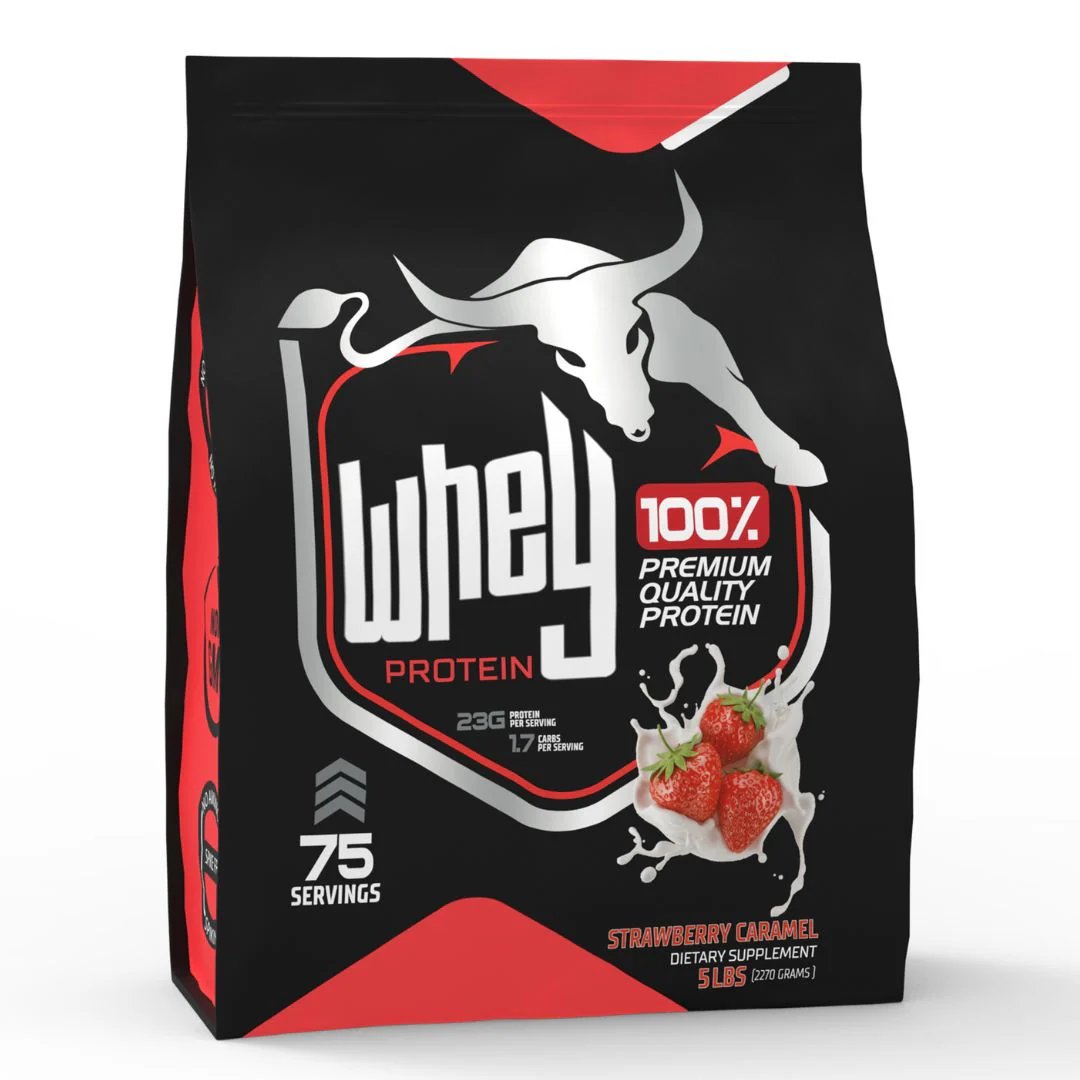 whey
PROTEIN
100%
PREMIUM
QUALITY
PROTEIN
23G PROTEIN
PER SERVING
1.7 CARBS
PER SERVING
75
SERVINGS
STRAWBERRY CARAMEL
DIETARY SUPPLEMENT
5 LBS (2270 GRAMS)